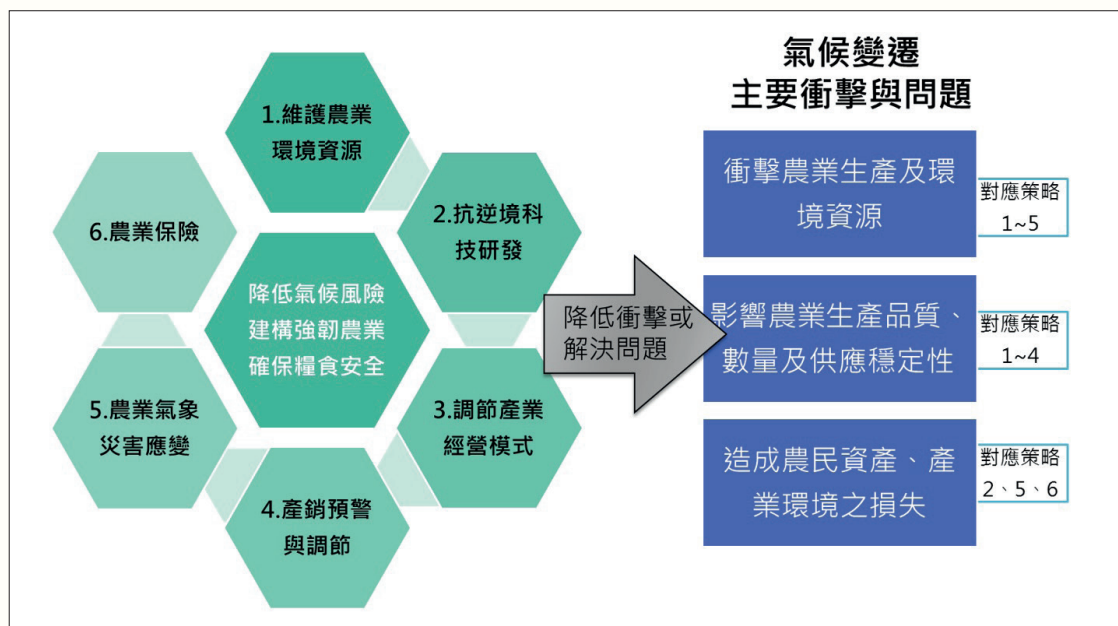 氣候變遷
主要衝擊與問題
1.維護農業
環境資源
2.抗逆境科
技研發
3.調節產業
經營模式
4.產銷預警
與調節
5.農業氣象
災害應變
6.農業保險
降低氣候風險
建構強韌農業
確保糧食安全
降低衝擊或
解決問題
衝擊農業生產及環
境資源
對應策略
1~5
影響農業生產品質、
數量及供應穩定性
對應策略
1~4
造成農民資產、產
業環境之損失
對應策略
2、5、6